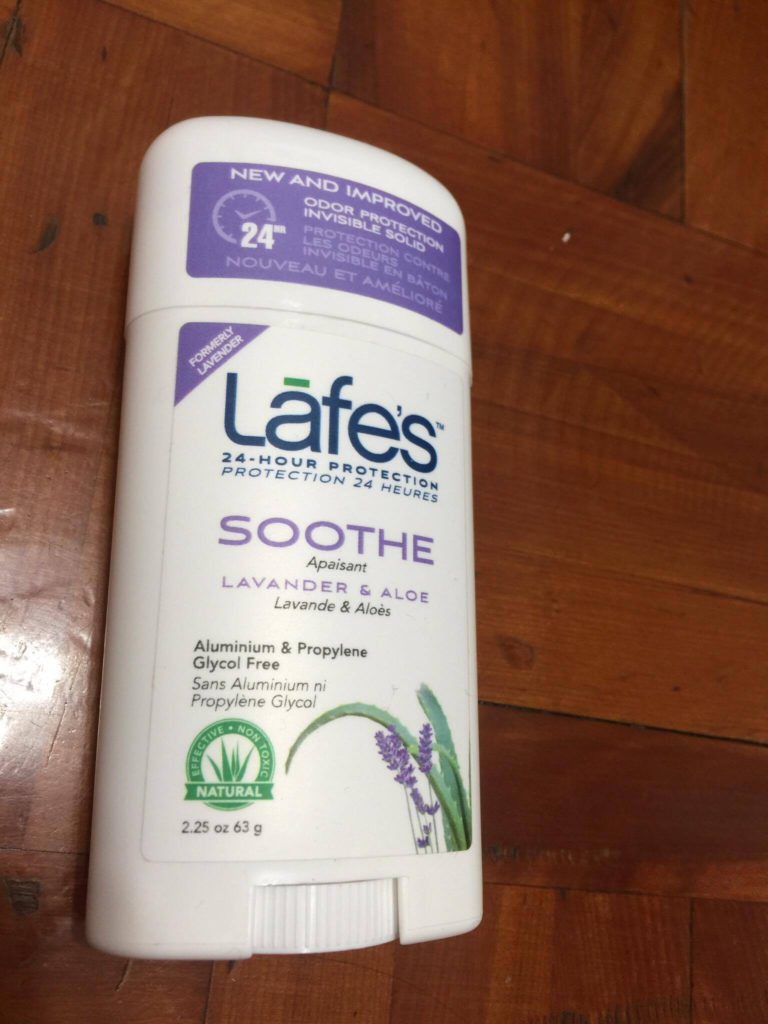 NEW AND IMPROVED
24HR
ODOR PROTECTION
INVISIBLE SOLID
PROTECTION CONTRE
LES ODEURS
INVISIBLE EN BÂTON
NOUVEAU ET AMÉLIORÉ
FORMERLY
LAVENDER
Lāfe's™
24-HOUR PROTECTION
PROTECTION 24 HEURES
SOOTHE
Apaisant
LAVANDER & ALOE
Lavande & Aloès
Aluminium & Propylene
Glycol Free
Sans Aluminium ni
Propylène Glycol
EFFECTIVE • NON TOXIC
NATURAL
2.25 oz 63 g